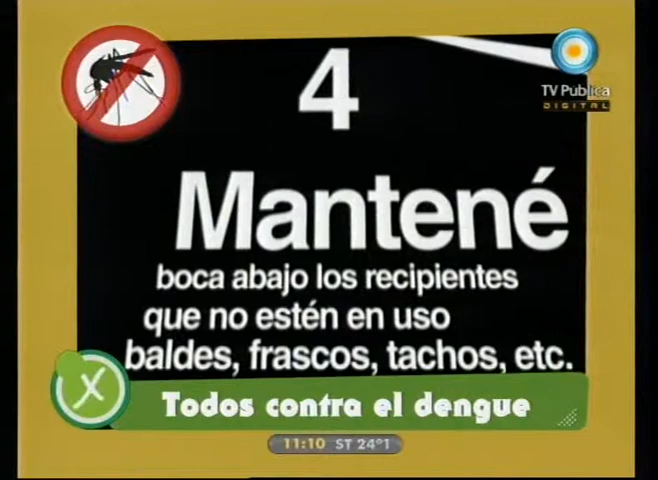 4
TV Pública
DIGITAL
Mantené
boca abajo los recipientes
que no estén en uso
baldes, frascos, tachos, etc.
X
Todos contra el dengue
11:10 ST 24°1